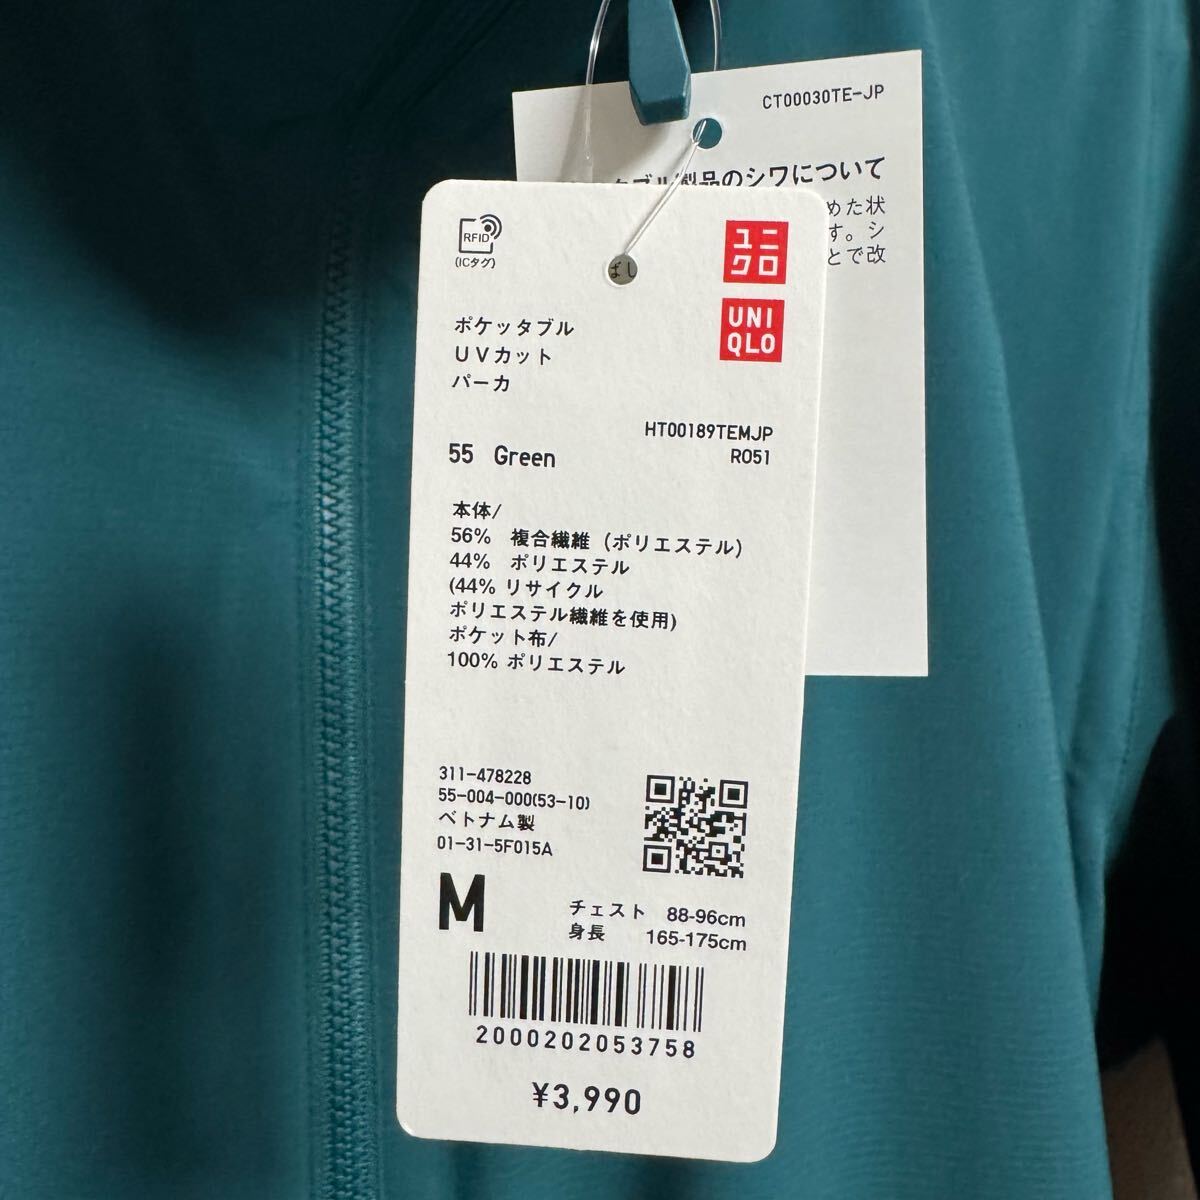 CT00030TE-JP
製品のシワについて
めた状
す。シ
とで改
RFID
(ICタグ)
ばし
ユニ
クロ
UNI
QLO
ポケッタブル
UVカット
パーカ
HT00189TEMJP
R051
55 Green
本体/
56% 複合繊維（ポリエステル）
44% ポリエステル
(44% リサイクル
ポリエステル繊維を使用)
ポケット布/
100% ポリエステル
311-478228
55-004-000(53-10)
ベトナム製
01-31-5F015A
M
チェスト 88-96cm
身長 165-175cm
2000202053758
¥3,990